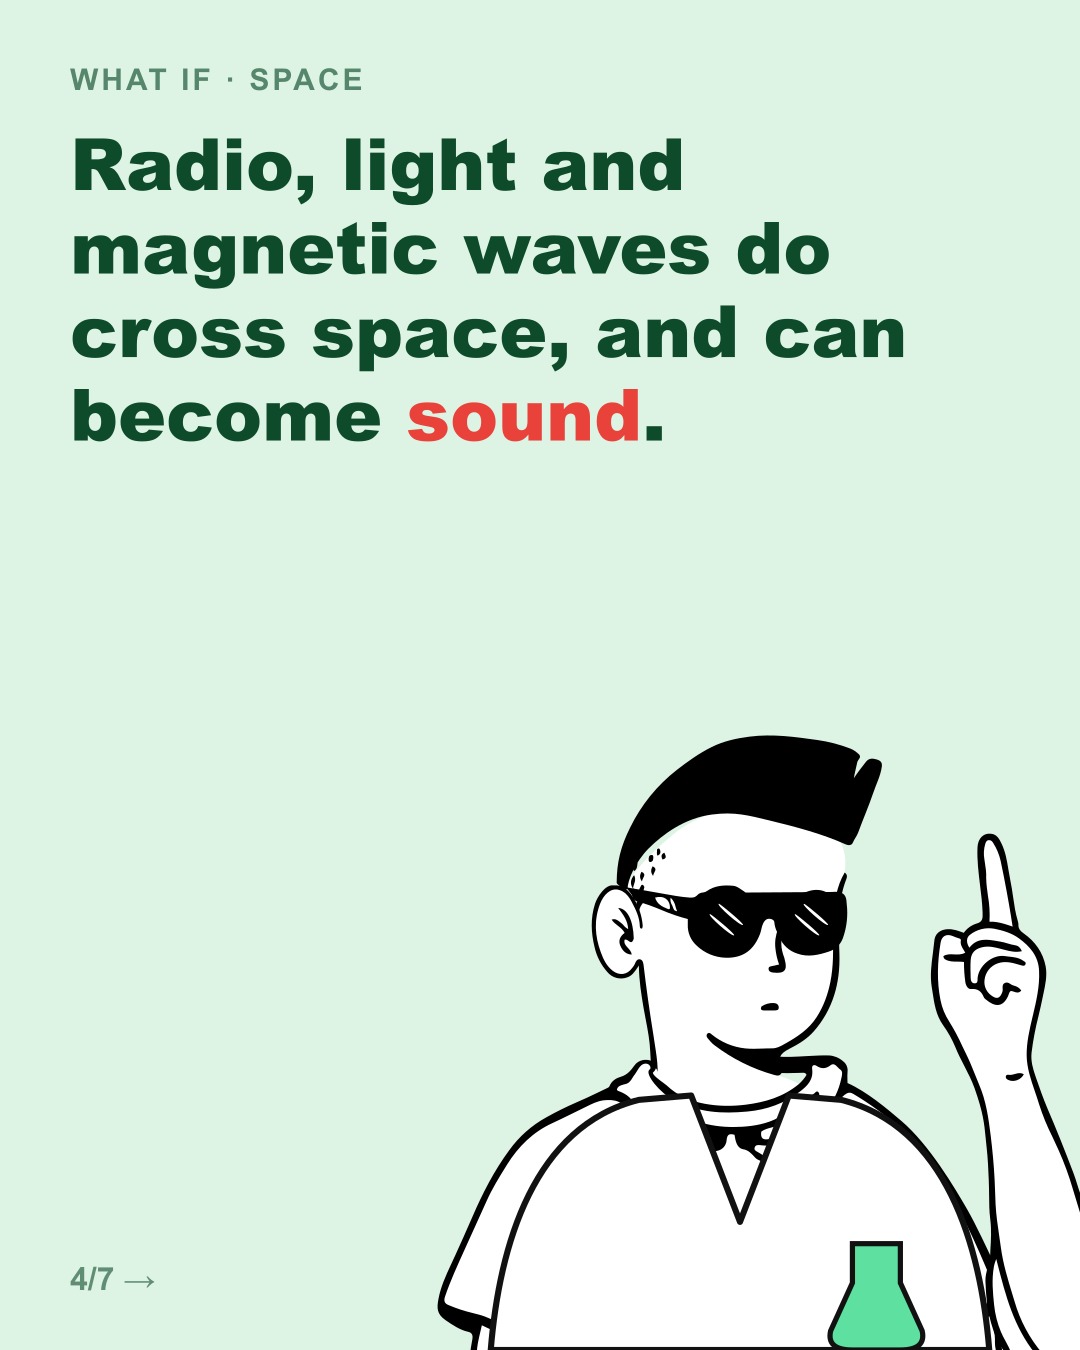 WHAT IF · SPACE
Radio, light and
magnetic waves do
cross space, and can
become sound.
4/7 →